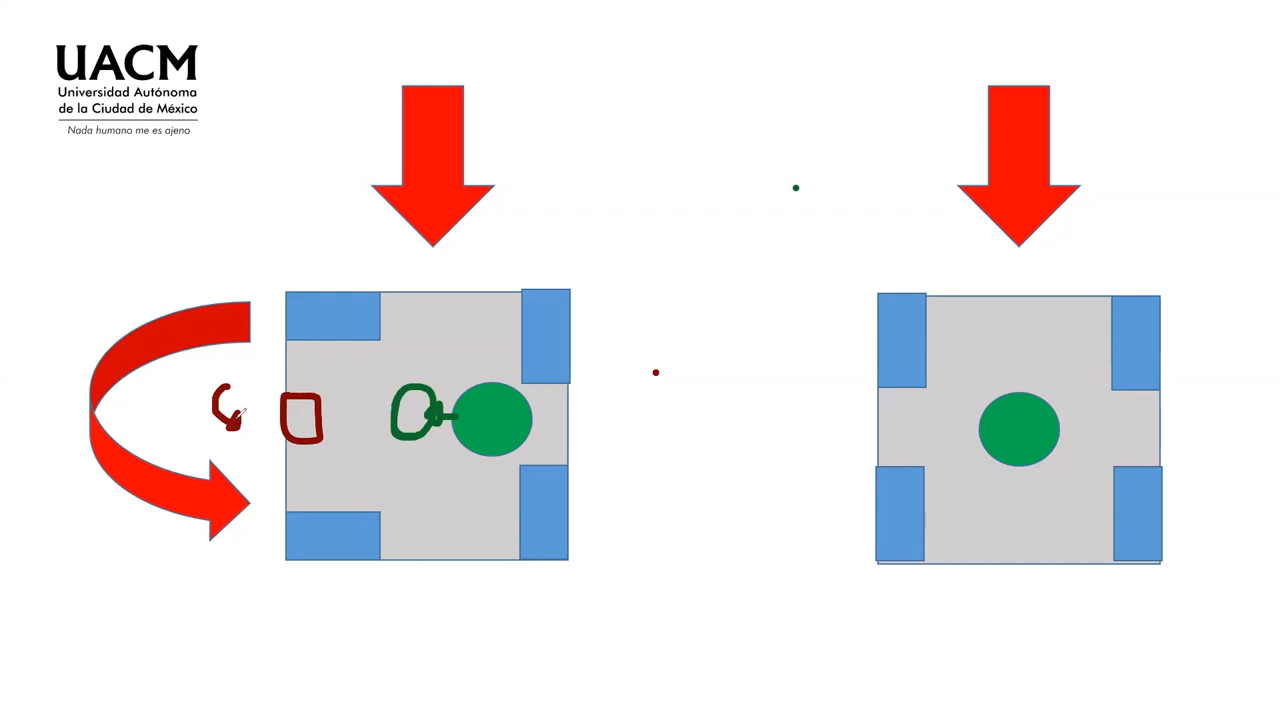 UACM
Universidad Autónoma
de la Ciudad de México
Nada humano me es ajeno